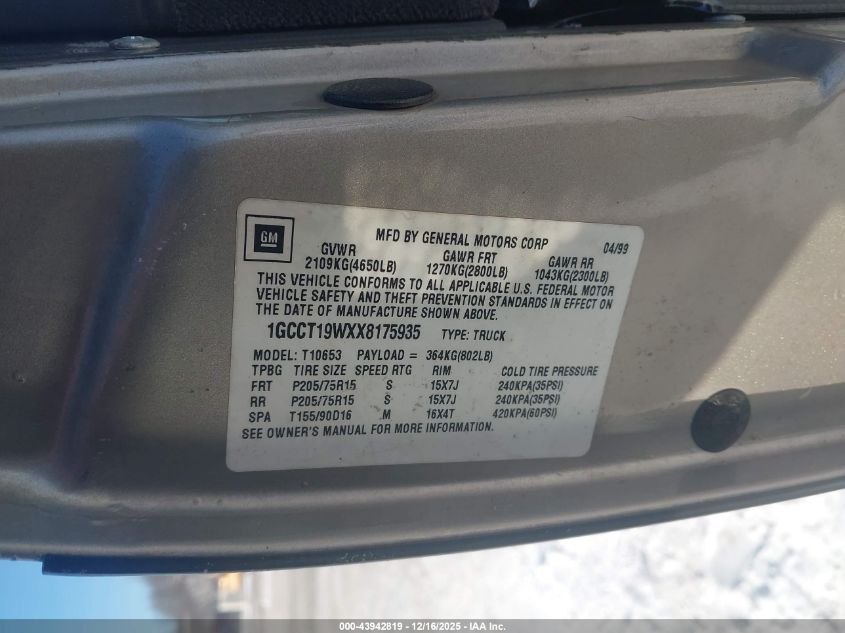 GM
MFD BY GENERAL MOTORS CORP 04/99
GVWR GAWR FRT GAWR RR
2109KG(4650LB) 1270KG(2800LB) 1043KG(2300LB)
THIS VEHICLE CONFORMS TO ALL APPLICABLE U.S. FEDERAL MOTOR
VEHICLE SAFETY AND THEFT PREVENTION STANDARDS IN EFFECT ON
THE DATE OF MANUFACTURE SHOWN ABOVE.
1GCCT19WXX8175935 TYPE: TRUCK
MODEL: T10653 PAYLOAD = 364KG(802LB)
TPBG TIRE SIZE SPEED RTG RIM COLD TIRE PRESSURE
FRT P205/75R15 S 15X7J 240KPA(35PSI)
RR P205/75R15 S 15X7J 240KPA(35PSI)
SPA T155/90D16 M 16X4T 420KPA(60PSI)
SEE OWNER'S MANUAL FOR MORE INFORMATION.
000-43942819 - 12/16/2025 - IAA Inc.